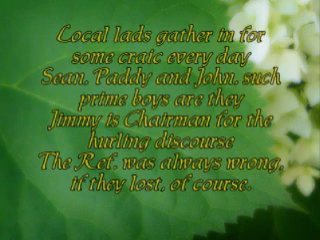 Local lads gather in for
some craic every day
Sean, Paddy and John, such
prime boys are they
Jimmy is Chairman for the
hurling discourse
The Ref. was always wrong,
if they lost, of course.